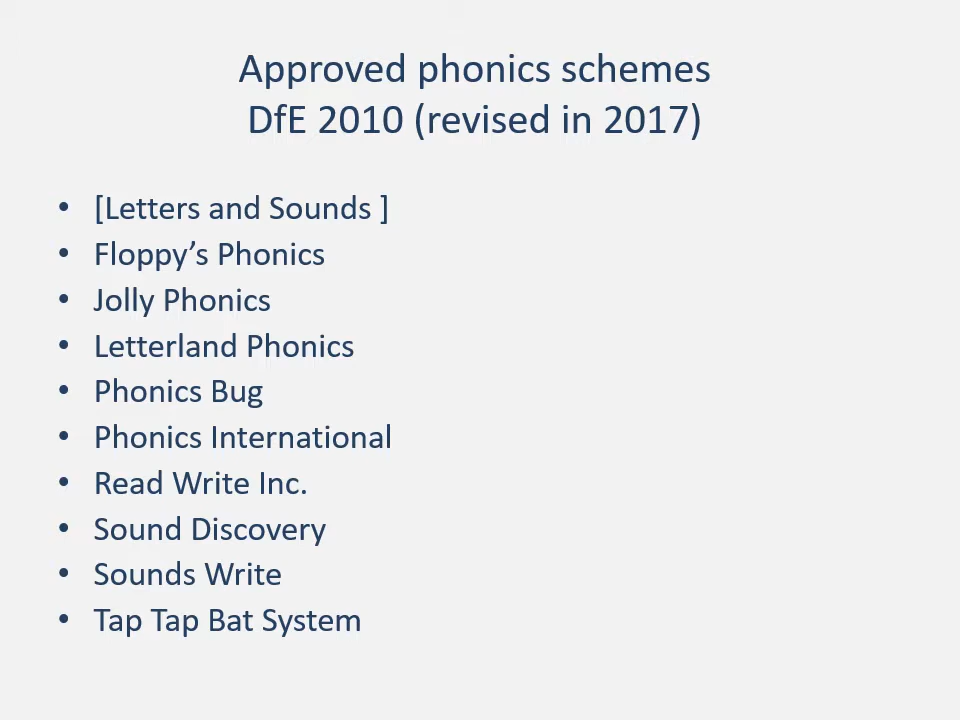 Approved phonics schemes
DfE 2010 (revised in 2017)
• [Letters and Sounds ]
• Floppy’s Phonics
• Jolly Phonics
• Letterland Phonics
• Phonics Bug
• Phonics International
• Read Write Inc.
• Sound Discovery
• Sounds Write
• Tap Tap Bat System